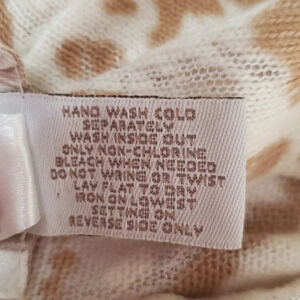 HAND WASH COLD
SEPARATELY
WASH INSIDE OUT
ONLY NON-CHLORINE
BLEACH WHEN NEEDED
DO NOT WRING OR TWIST
LAY FLAT TO DRY
IRON ON LOWEST
SETTING ON
REVERSE SIDE ONLY